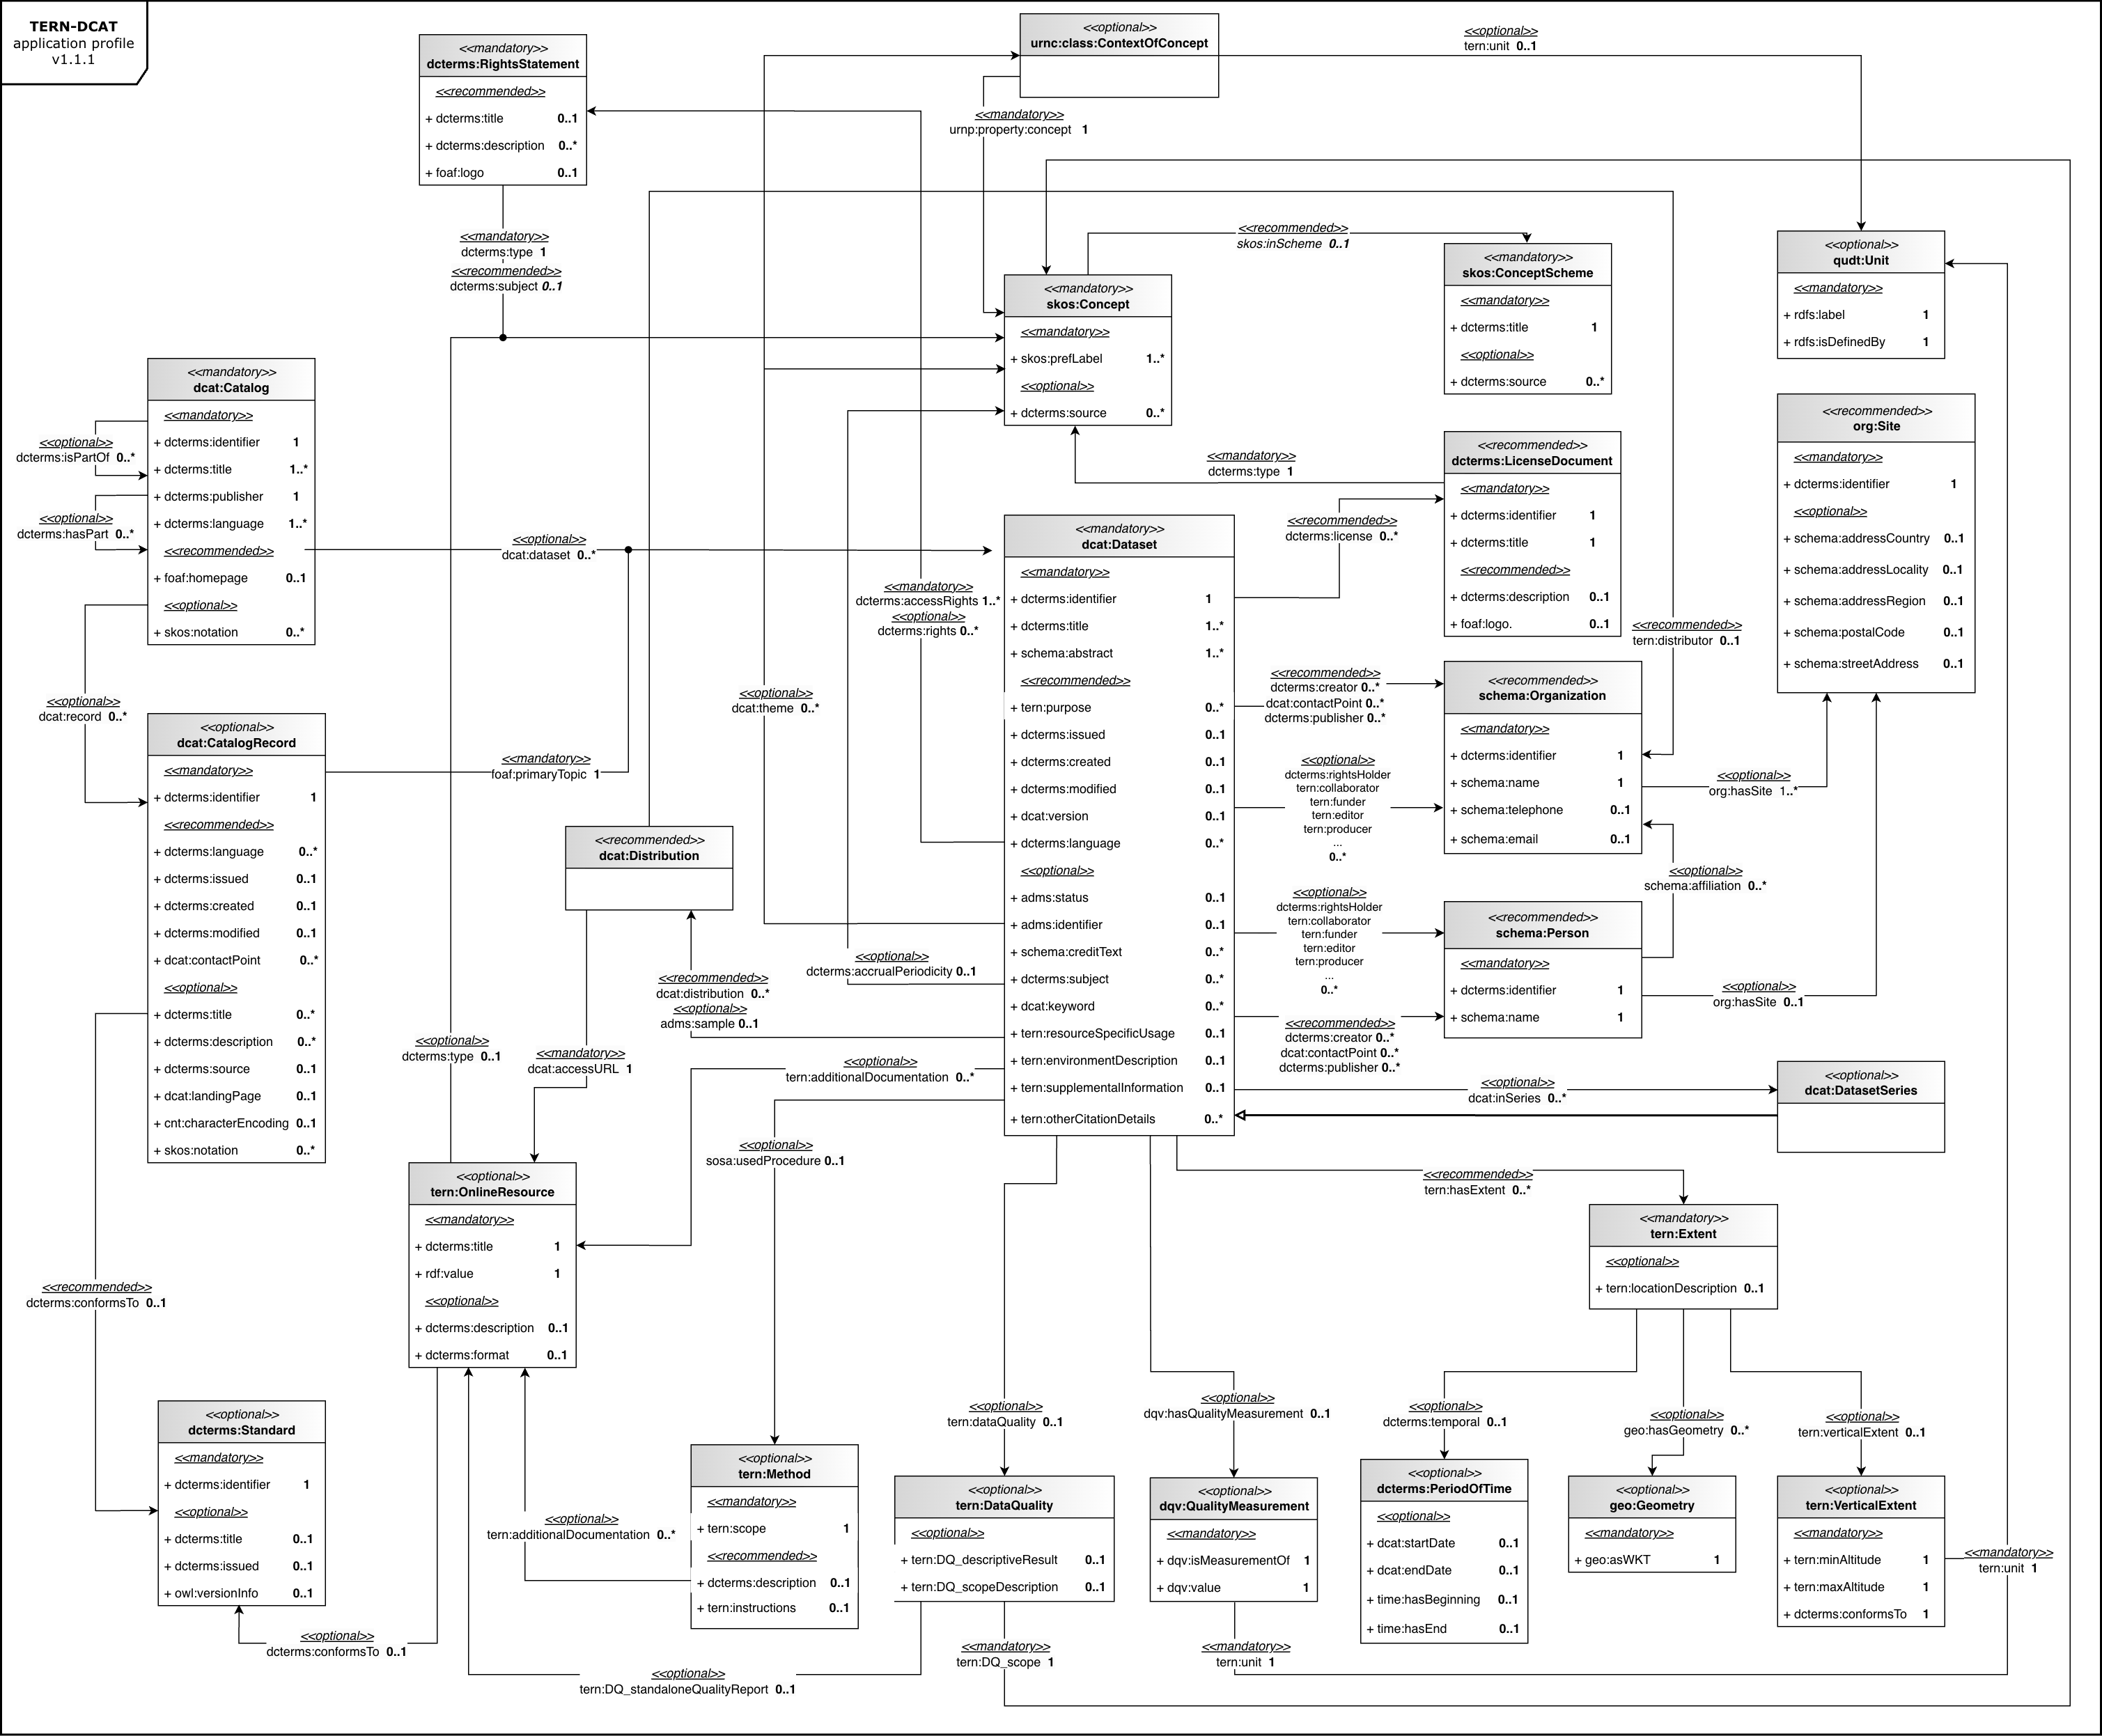 TERN-DCAT
application profile
v1.1.1
<<mandatory>>
dcterms:RightsStatement
<<recommended>>
+ dcterms:title 0..1
+ dcterms:description 0..*
+ foaf:logo 0..1
<<mandatory>>
dcterms:type 1
<<recommended>>
dcterms:subject 0..1
<<optional>>
urnc:class:ContextOfConcept
<<optional>>
tern:unit 0..1
<<mandatory>>
urnp:property:concept 1
<<recommended>>
skos:inScheme 0..1
<<mandatory>>
skos:Concept
<<mandatory>>
+ skos:prefLabel 1..*
<<optional>>
+ dcterms:source 0..*
<<mandatory>>
skos:ConceptScheme
<<mandatory>>
+ dcterms:title 1
<<optional>>
+ dcterms:source 0..*
<<optional>>
qudt:Unit
<<mandatory>>
+ rdfs:label 1
+ rdfs:isDefinedBy 1
<<mandatory>>
dcat:Catalog
<<mandatory>>
+ dcterms:identifier 1
+ dcterms:title 1..*
+ dcterms:publisher 1
+ dcterms:language 1..*
<<recommended>>
+ foaf:homepage 0..1
<<optional>>
+ skos:notation 0..*
<<optional>>
dcterms:isPartOf 0..*
<<optional>>
dcterms:hasPart 0..*
<<optional>>
dcat:dataset 0..*
<<optional>>
dcat:record 0..*
<<mandatory>>
dcterms:type 1
<<recommended>>
dcterms:LicenseDocument
<<mandatory>>
+ dcterms:identifier 1
+ dcterms:title 1
<<recommended>>
+ dcterms:description 0..1
+ foaf:logo. 0..1
<<recommended>>
dcterms:license 0..*
<<recommended>>
org:Site
<<mandatory>>
+ dcterms:identifier 1
<<optional>>
+ schema:addressCountry 0..1
+ schema:addressLocality 0..1
+ schema:addressRegion 0..1
+ schema:postalCode 0..1
+ schema:streetAddress 0..1
<<mandatory>>
dcterms:accessRights 1..*
<<optional>>
dcterms:rights 0..*
<<mandatory>>
dcat:Dataset
<<mandatory>>
+ dcterms:identifier 1
+ dcterms:title 1..*
+ schema:abstract 1..*
<<recommended>>
+ tern:purpose 0..*
+ dcterms:issued 0..1
+ dcterms:created 0..1
+ dcterms:modified 0..1
+ dcat:version 0..1
+ dcterms:language 0..*
<<optional>>
+ adms:status 0..1
+ adms:identifier 0..1
+ schema:creditText 0..*
+ dcterms:subject 0..*
+ dcat:keyword 0..*
+ tern:resourceSpecificUsage 0..1
+ tern:environmentDescription 0..1
+ tern:supplementalInformation 0..1
+ tern:otherCitationDetails 0..*
<<recommended>>
tern:distributor 0..1
<<recommended>>
dcterms:creator 0..*
dcat:contactPoint 0..*
dcterms:publisher 0..*
<<recommended>>
schema:Organization
<<mandatory>>
+ dcterms:identifier 1
+ schema:name 1
+ schema:telephone 0..1
+ schema:email 0..1
<<optional>>
dcterms:rightsHolder
tern:collaborator
tern:funder
tern:editor
tern:producer
...
0..*
<<optional>>
org:hasSite 1..*
<<optional>>
schema:affiliation 0..*
<<optional>>
dcterms:rightsHolder
tern:collaborator
tern:funder
tern:editor
tern:producer
...
0..*
<<recommended>>
schema:Person
<<mandatory>>
+ dcterms:identifier 1
+ schema:name 1
<<optional>>
org:hasSite 0..1
<<recommended>>
dcterms:creator 0..*
dcat:contactPoint 0..*
dcterms:publisher 0..*
<<optional>>
dcat:theme 0..*
<<optional>>
dcat:CatalogRecord
<<mandatory>>
+ dcterms:identifier 1
<<recommended>>
+ dcterms:language 0..*
+ dcterms:issued 0..1
+ dcterms:created 0..1
+ dcterms:modified 0..1
+ dcat:contactPoint 0..*
<<optional>>
+ dcterms:title 0..*
+ dcterms:description 0..*
+ dcterms:source 0..1
+ dcat:landingPage 0..1
+ cnt:characterEncoding 0..1
+ skos:notation 0..*
<<mandatory>>
foaf:primaryTopic 1
<<recommended>>
dcat:Distribution
<<optional>>
dcterms:accrualPeriodicity 0..1
<<recommended>>
dcat:distribution 0..*
<<optional>>
adms:sample 0..1
<<optional>>
dcterms:type 0..1
<<mandatory>>
dcat:accessURL 1
<<optional>>
tern:additionalDocumentation 0..*
<<optional>>
sosa:usedProcedure 0..1
<<optional>>
dcat:inSeries 0..*
<<optional>>
dcat:DatasetSeries
<<recommended>>
tern:hasExtent 0..*
<<optional>>
tern:OnlineResource
<<mandatory>>
+ dcterms:title 1
+ rdf:value 1
<<optional>>
+ dcterms:description 0..1
+ dcterms:format 0..1
<<mandatory>>
tern:Extent
<<optional>>
+ tern:locationDescription 0..1
<<recommended>>
dcterms:conformsTo 0..1
<<optional>>
dcterms:Standard
<<mandatory>>
+ dcterms:identifier 1
<<optional>>
+ dcterms:title 0..1
+ dcterms:issued 0..1
+ owl:versionInfo 0..1
<<optional>>
dcterms:conformsTo 0..1
<<optional>>
tern:additionalDocumentation 0..*
<<optional>>
tern:Method
<<mandatory>>
+ tern:scope 1
<<recommended>>
+ dcterms:description 0..1
+ tern:instructions 0..1
<<optional>>
tern:dataQuality 0..1
<<optional>>
tern:DataQuality
<<optional>>
+ tern:DQ_descriptiveResult 0..1
+ tern:DQ_scopeDescription 0..1
<<optional>>
dqv:hasQualityMeasurement 0..1
<<optional>>
dqv:QualityMeasurement
<<mandatory>>
+ dqv:isMeasurementOf 1
+ dqv:value 1
<<optional>>
dcterms:temporal 0..1
<<optional>>
dcterms:PeriodOfTime
<<optional>>
+ dcat:startDate 0..1
+ dcat:endDate 0..1
+ time:hasBeginning 0..1
+ time:hasEnd 0..1
<<optional>>
geo:hasGeometry 0..*
<<optional>>
geo:Geometry
<<mandatory>>
+ geo:asWKT 1
<<optional>>
tern:verticalExtent 0..1
<<optional>>
tern:VerticalExtent
<<mandatory>>
+ tern:minAltitude 1
+ tern:maxAltitude 1
+ dcterms:conformsTo 1
<<mandatory>>
tern:unit 1
<<mandatory>>
tern:DQ_scope 1
<<mandatory>>
tern:unit 1
<<optional>>
tern:DQ_standaloneQualityReport 0..1